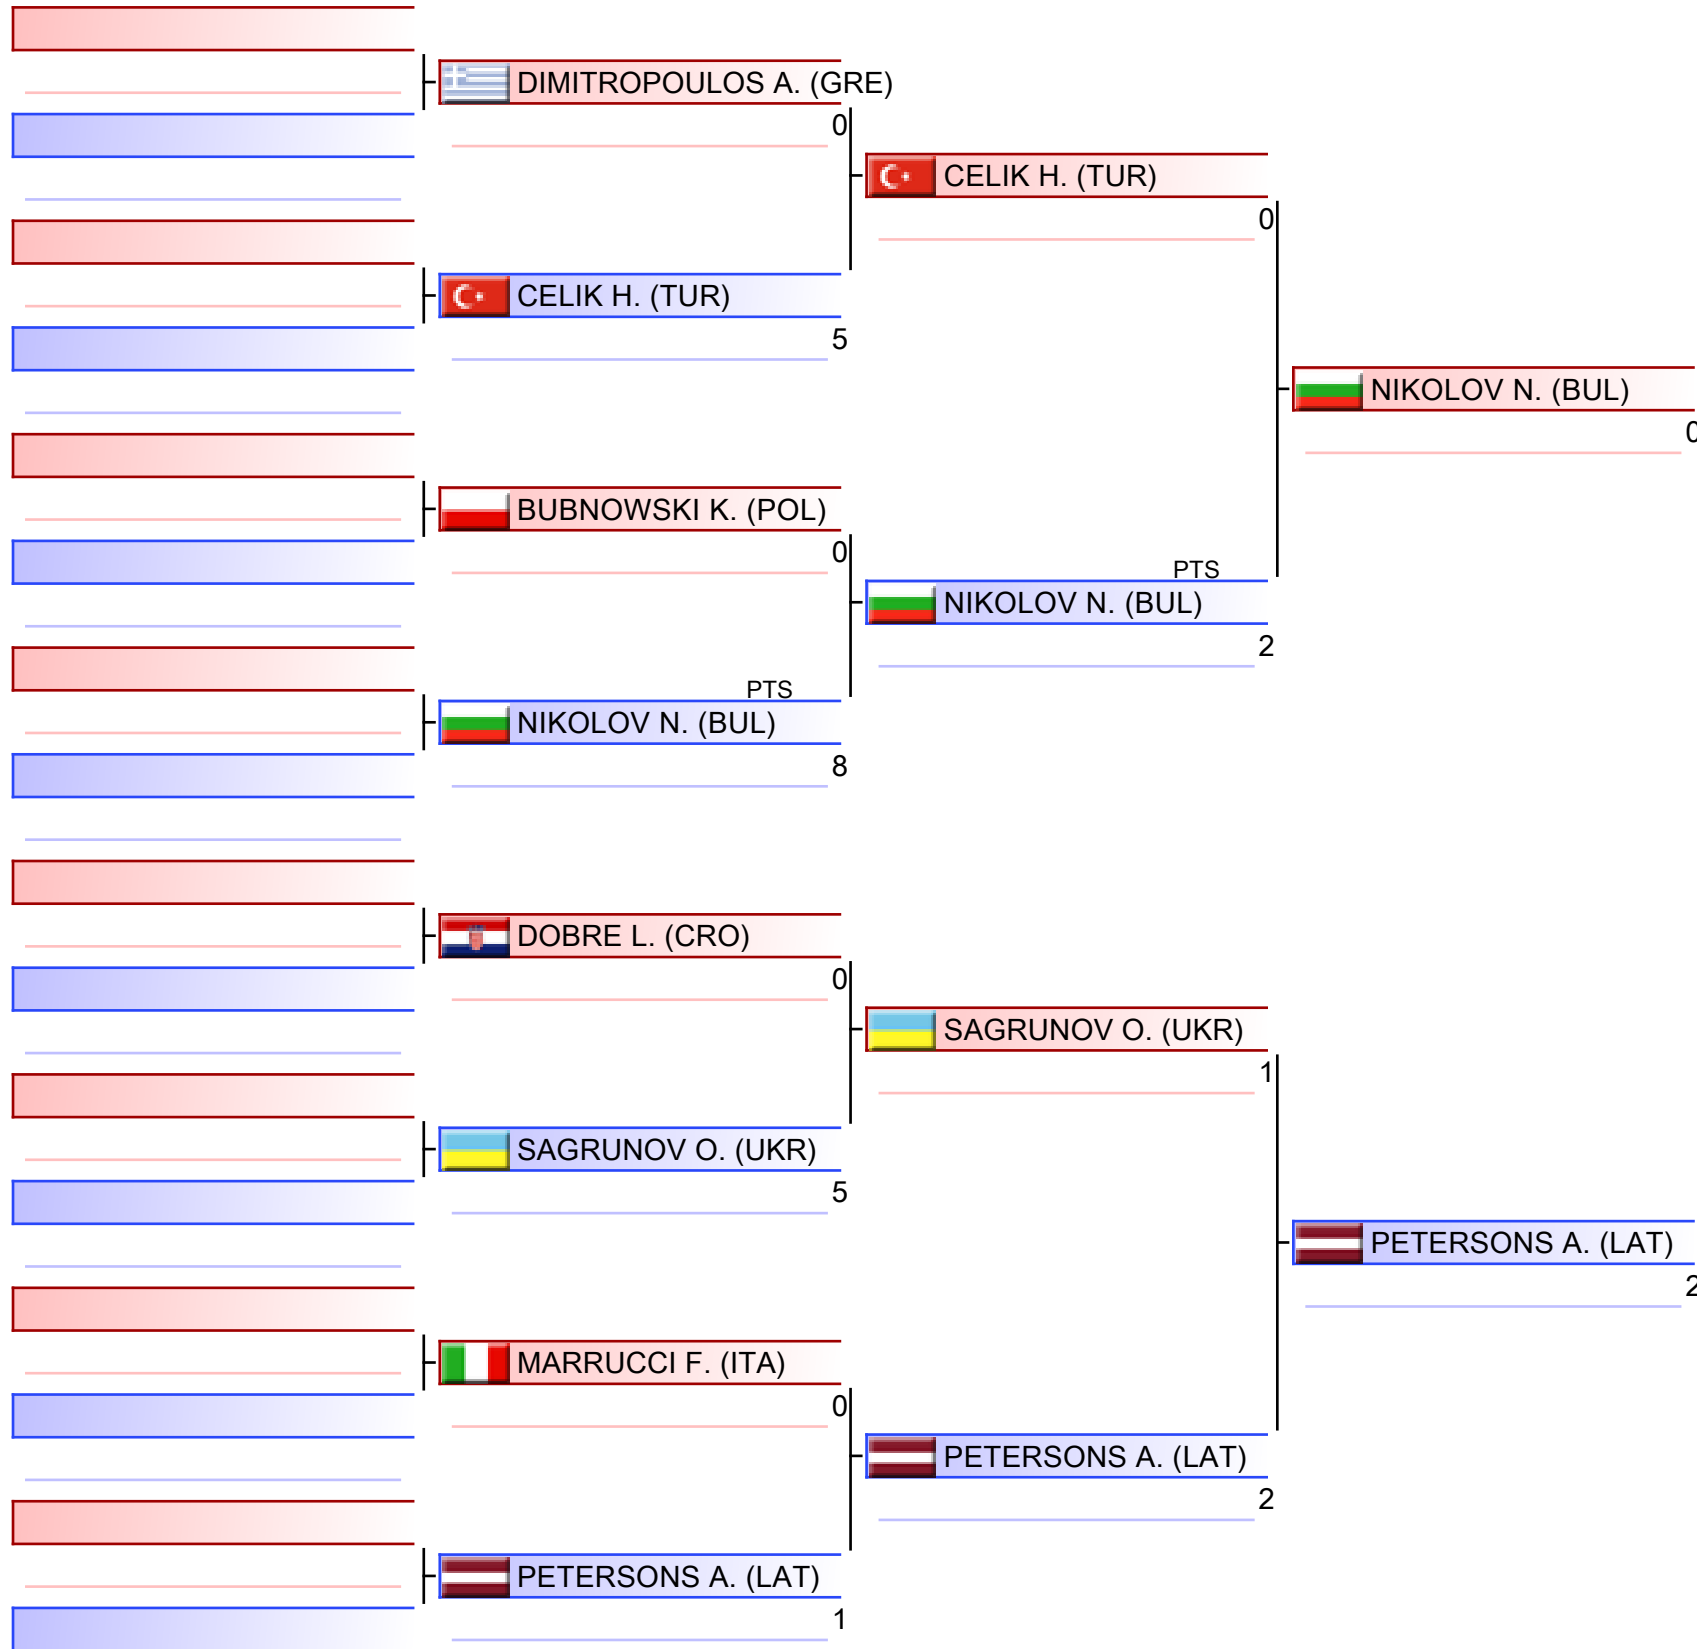 DIMITROPOULOS A. (GRE)
0
CELIK H. (TUR)
0
CELIK H. (TUR)
5
NIKOLOV N. (BUL)
0
BUBNOWSKI K. (POL)
0
PTS
NIKOLOV N. (BUL)
2
PTS
NIKOLOV N. (BUL)
8
DOBRE L. (CRO)
0
SAGRUNOV O. (UKR)
1
SAGRUNOV O. (UKR)
5
PETERSONS A. (LAT)
2
MARRUCCI F. (ITA)
0
PETERSONS A. (LAT)
2
PETERSONS A. (LAT)
1